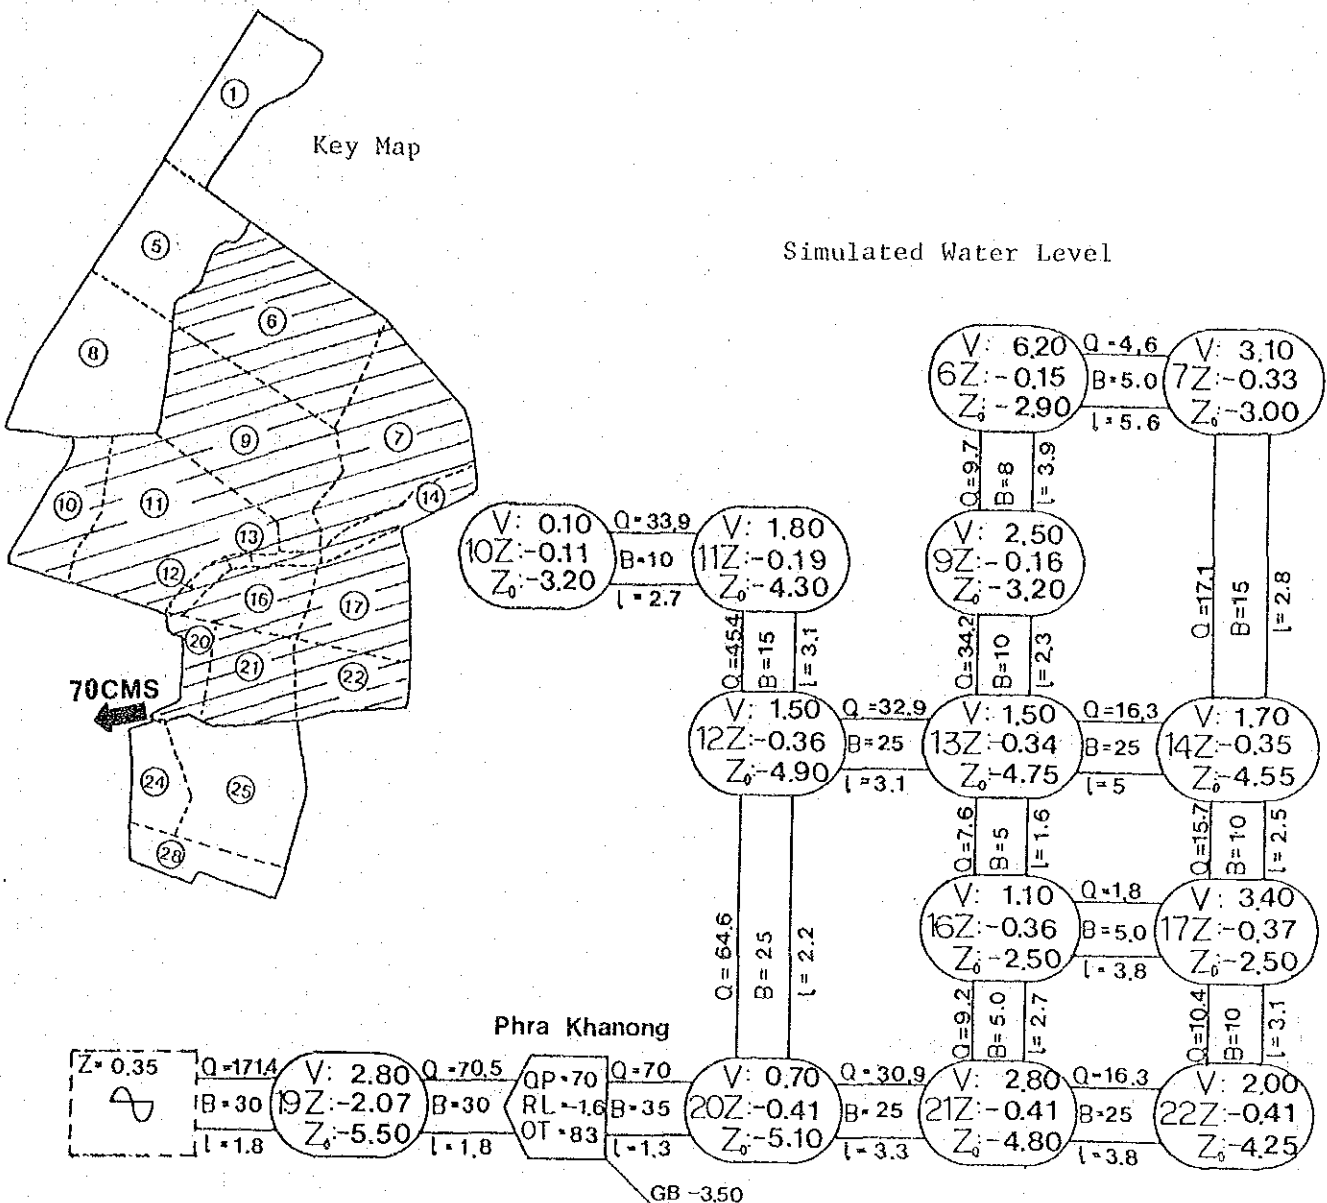 1
Key Map
5
Simulated Water Level
6
8
9
7
10
11
14
13
12
16
17
20
21
22
70CMS
24
25
28
V: 6.20
6Z:-0.15
Z₀:-2.90
Q=4.6
B=5.0
l=5.6
V: 3.10
7Z:-0.33
Z₀:-3.00
Q=9.7
B=8
l=3.9
Q=17.1
B=15
l=2.8
V: 0.10
10Z:-0.11
Z₀:-3.20
Q=33.9
B=10
l=2.7
V: 1.80
11Z:-0.19
Z₀:-4.30
V: 2.50
9Z:-0.16
Z₀:-3.20
Q=454
B=15
l=3.1
Q=34.2
B=10
l=2.3
V: 1.50
12Z:-0.36
Z₀:-4.90
Q=32.9
B=25
l=3.1
V: 1.50
13Z:-0.34
Z₀:-4.75
Q=16.3
B=25
l=5
V: 1.70
14Z:-0.35
Z₀:-4.55
Q=64.6
B=25
l=2.2
Q=7.6
B=5
l=1.6
Q=15.7
B=10
l=2.5
V: 1.10
16Z:-0.36
Z₀:-2.50
Q=1.8
B=5.0
l=3.8
V: 3.40
17Z:-0.37
Z₀:-2.50
Q=9.2
B=5.0
l=2.7
Q=10.4
B=10
l=3.1
Phra Khanong
Z=0.35
Q=171.4
B=30
l=1.8
V: 2.80
19Z:-2.07
Z₀:-5.50
Q=70.5
B=30
l=1.8
QP=70
RL=-1.6
OT=83
Q=70
B=35
l=1.3
V: 0.70
20Z:-0.41
Z₀:-5.10
Q=30.9
B=25
l=3.3
V: 2.80
21Z:-0.41
Z₀:-4.80
Q=16.3
B=25
l=3.8
V: 2.00
22Z:-0.41
Z₀:-4.25
GB -3.50